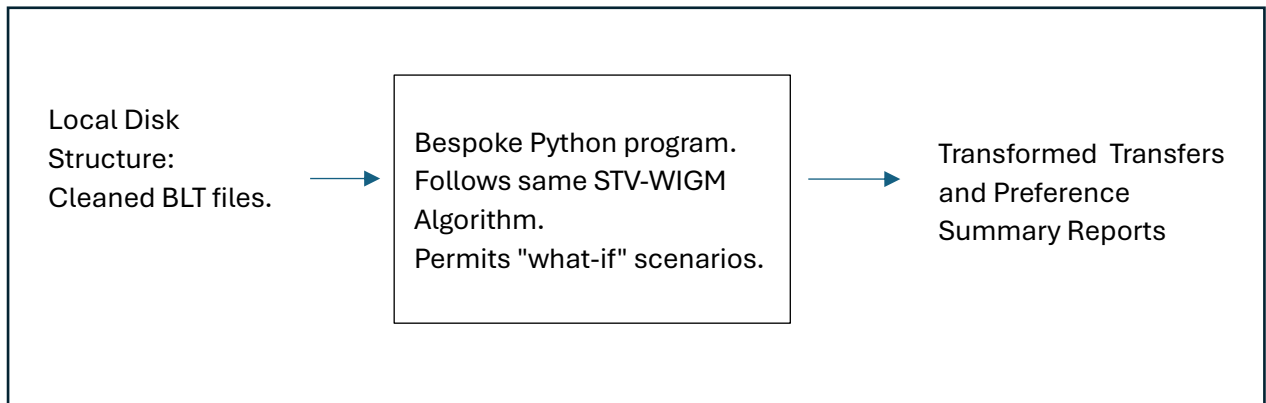 Local Disk
Structure:
Cleaned BLT files.
Bespoke Python program.
Follows same STV-WIGM
Algorithm.
Permits "what-if" scenarios.
Transformed Transfers
and Preference
Summary Reports